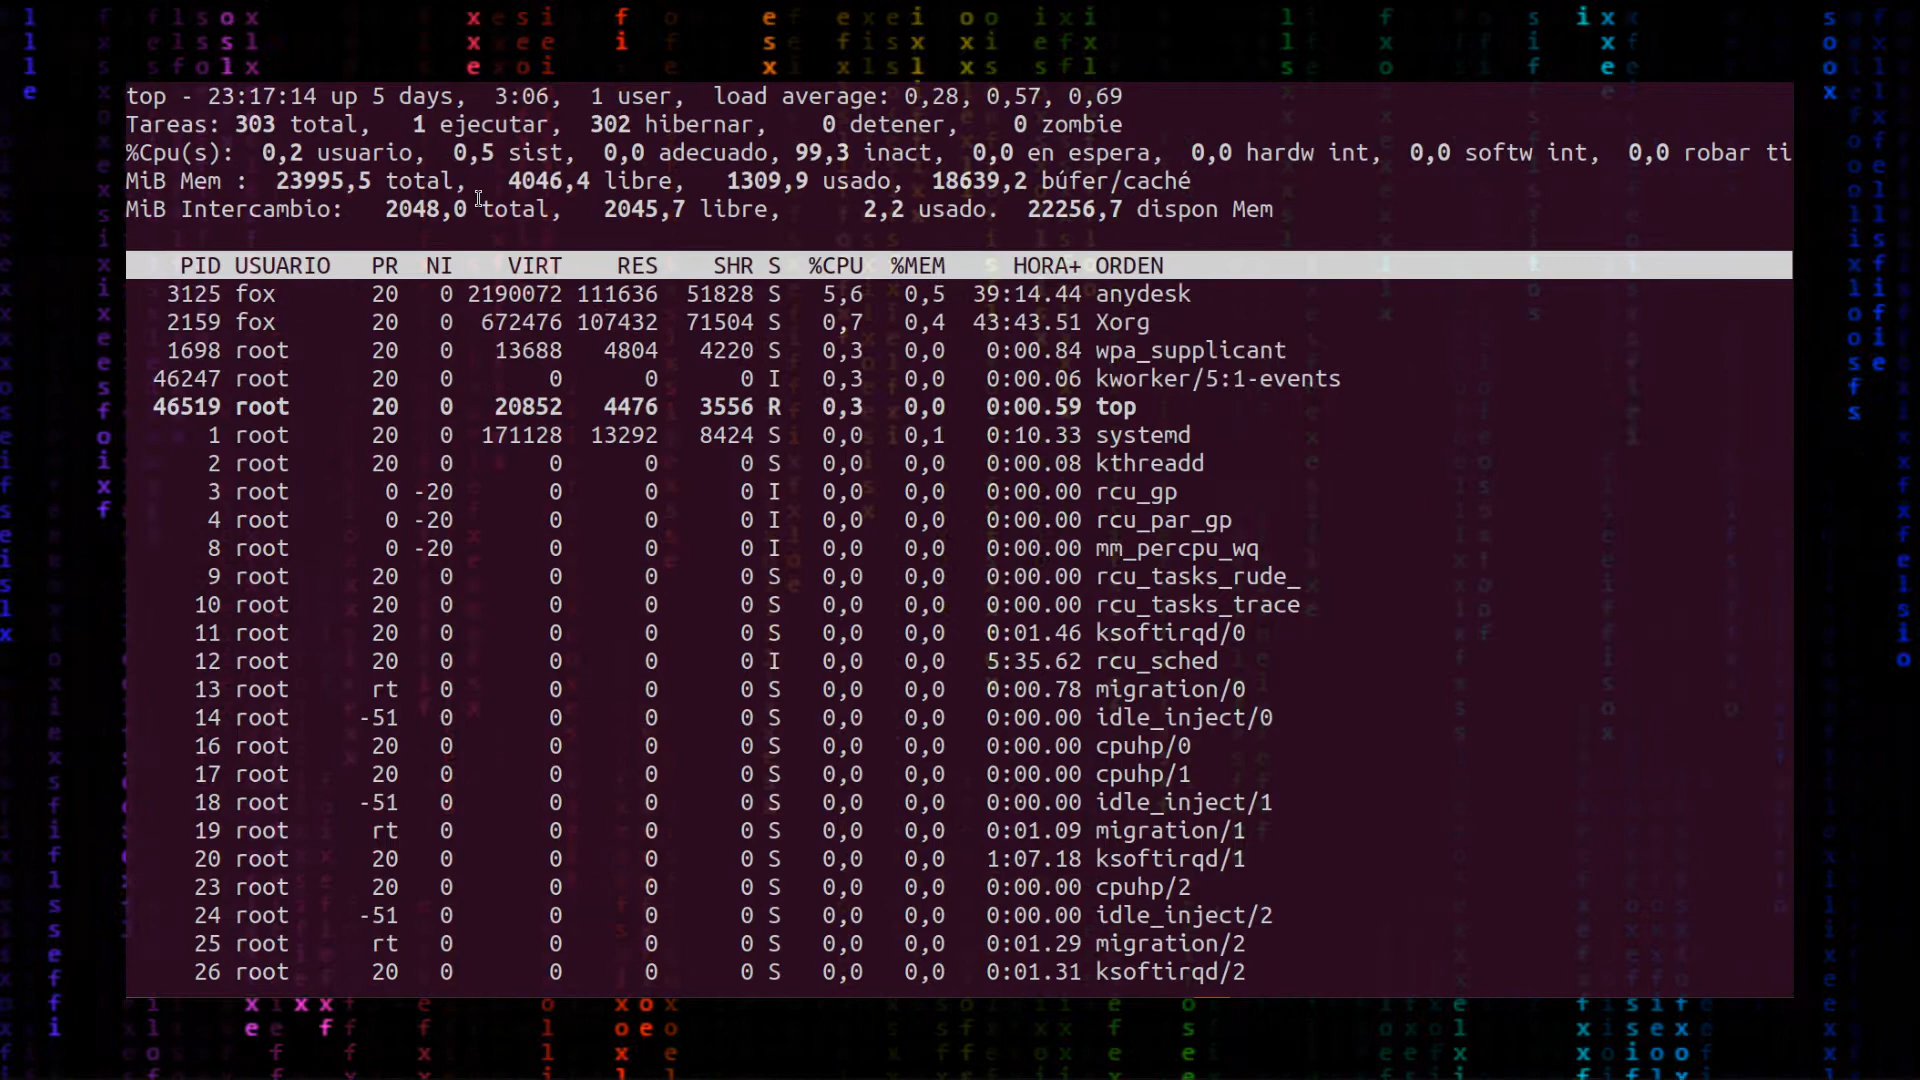 top - 23:17:14 up 5 days,  3:06,  1 user,  load average: 0,28, 0,57, 0,69
Tareas: 303 total,   1 ejecutar,  302 hibernar,    0 detener,    0 zombie
%Cpu(s):  0,2 usuario,  0,5 sist,  0,0 adecuado, 99,3 inact,  0,0 en espera,  0,0 hardw int,  0,0 softw int,  0,0 robar ti
MiB Mem :  23995,5 total,   4046,4 libre,   1309,9 usado,  18639,2 búfer/caché
MiB Intercambio:   2048,0 total,   2045,7 libre,      2,2 usado.  22256,7 dispon Mem
PID USUARIO   PR  NI    VIRT    RES    SHR S  %CPU  %MEM     HORA+ ORDEN
3125 fox       20   0 2190072 111636  51828 S   5,6   0,5  39:14.44 anydesk
2159 fox       20   0  672476 107432  71504 S   0,7   0,4  43:43.51 Xorg
1698 root      20   0   13688   4804   4220 S   0,3   0,0   0:00.84 wpa_supplicant
46247 root      20   0       0      0      0 I   0,3   0,0   0:00.06 kworker/5:1-events
46519 root      20   0   20852   4476   3556 R   0,3   0,0   0:00.59 top
1 root      20   0  171128  13292   8424 S   0,0   0,1   0:10.33 systemd
2 root      20   0       0      0      0 S   0,0   0,0   0:00.08 kthreadd
3 root       0 -20       0      0      0 I   0,0   0,0   0:00.00 rcu_gp
4 root       0 -20       0      0      0 I   0,0   0,0   0:00.00 rcu_par_gp
8 root       0 -20       0      0      0 I   0,0   0,0   0:00.00 mm_percpu_wq
9 root      20   0       0      0      0 S   0,0   0,0   0:00.00 rcu_tasks_rude_
10 root      20   0       0      0      0 S   0,0   0,0   0:00.00 rcu_tasks_trace
11 root      20   0       0      0      0 S   0,0   0,0   0:01.46 ksoftirqd/0
12 root      20   0       0      0      0 I   0,0   0,0   5:35.62 rcu_sched
13 root      rt   0       0      0      0 S   0,0   0,0   0:00.78 migration/0
14 root     -51   0       0      0      0 S   0,0   0,0   0:00.00 idle_inject/0
16 root      20   0       0      0      0 S   0,0   0,0   0:00.00 cpuhp/0
17 root      20   0       0      0      0 S   0,0   0,0   0:00.00 cpuhp/1
18 root     -51   0       0      0      0 S   0,0   0,0   0:00.00 idle_inject/1
19 root      rt   0       0      0      0 S   0,0   0,0   0:01.09 migration/1
20 root      20   0       0      0      0 S   0,0   0,0   1:07.18 ksoftirqd/1
23 root      20   0       0      0      0 S   0,0   0,0   0:00.00 cpuhp/2
24 root     -51   0       0      0      0 S   0,0   0,0   0:00.00 idle_inject/2
25 root      rt   0       0      0      0 S   0,0   0,0   0:01.29 migration/2
26 root      20   0       0      0      0 S   0,0   0,0   0:01.31 ksoftirqd/2